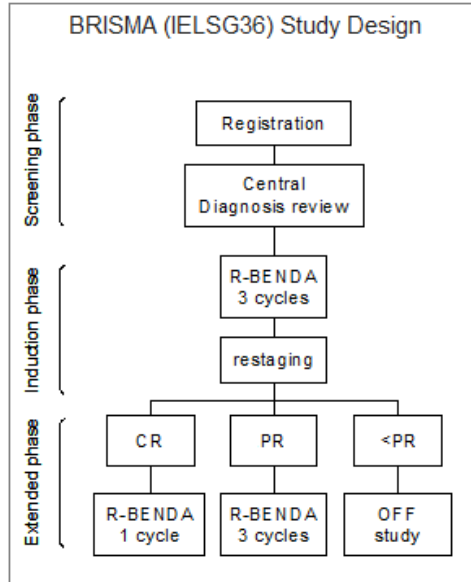 BRISMA (IELSG36) Study Design
Screening phase
Registration
Central
Diagnosis review
Induction phase
R-BENDA
3 cycles
restaging
Extended phase
CR
PR
<PR
R-BENDA
1 cycle
R-BENDA
3 cycles
OFF
study